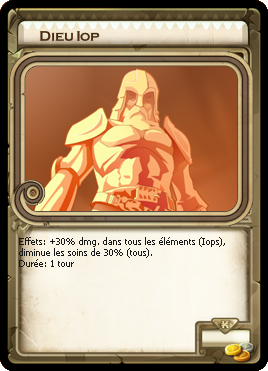 Dieu Iop
Effets: +30% dmg. dans tous les éléments (Iops),
diminue les soins de 30% (tous).
Durée: 1 tour
K